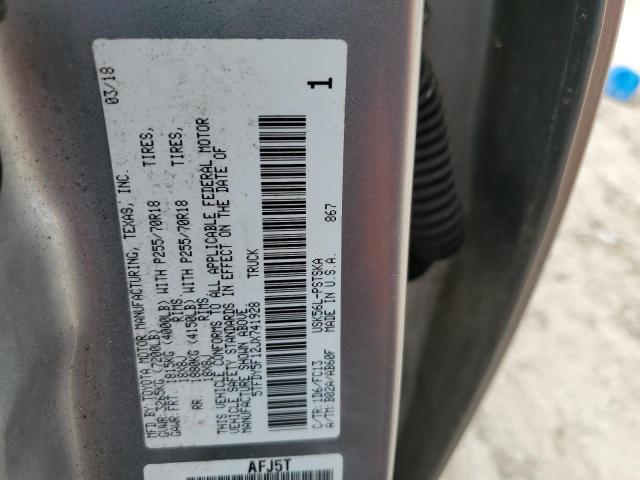 MFD. BY: TOYOTA MOTOR MANUFACTURING, TEXAS, INC. 03/18
GVWR: 3265KG (7200LB)
GAWR: FRT. 1815KG (4000LB) WITH P255/70R18 TIRES,
18X8J RIMS,
RR 1880KG (4150LB) WITH P255/70R18 TIRES,
18X8J RIMS,
THIS VEHICLE CONFORMS TO ALL APPLICABLE FEDERAL MOTOR
VEHICLE SAFETY STANDARDS IN EFFECT ON THE DATE OF
MANUFACTURE SHOWN ABOVE.
5TFDY5F12JX741928 TRUCK
1
USK56L-PSTSKA 867
C/TR: 1D6/FC13 MADE IN U.S.A.
A/TM: B02A/AB60F
AFJ5T